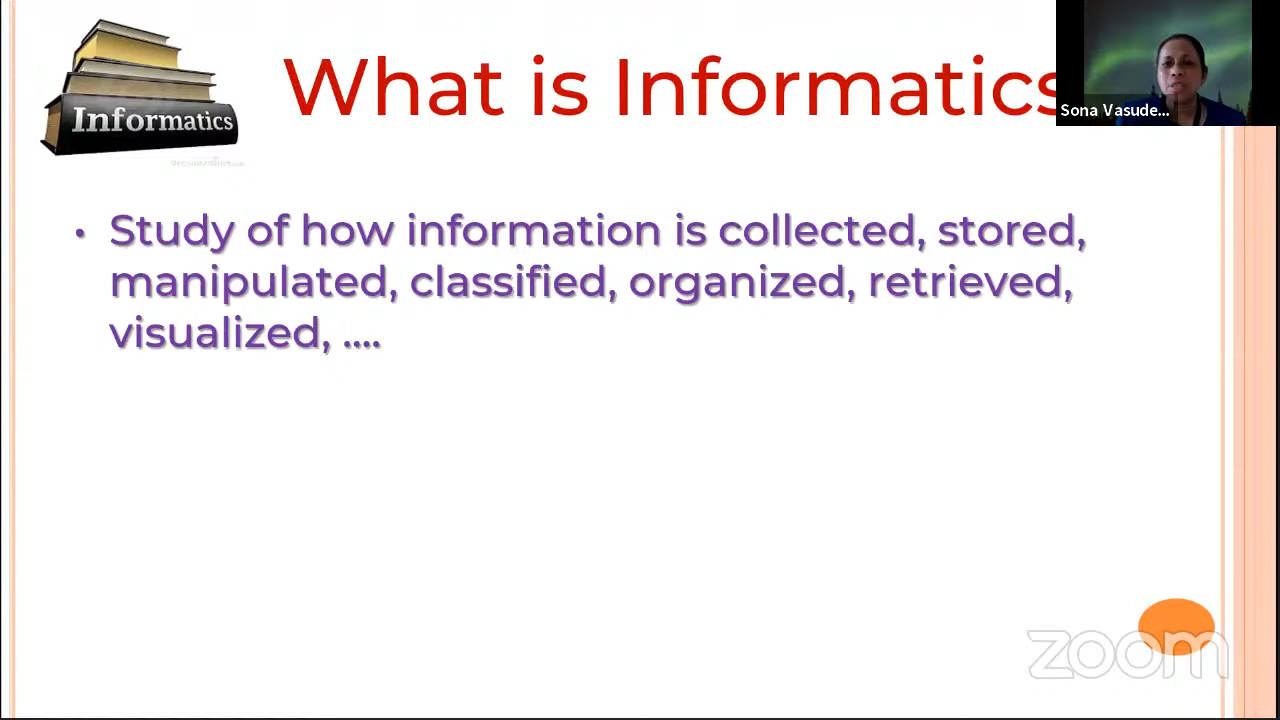 What is Informatics
Informatics
Sona Vasude...
• Study of how information is collected, stored,
manipulated, classified, organized, retrieved,
visualized, ....
zoom